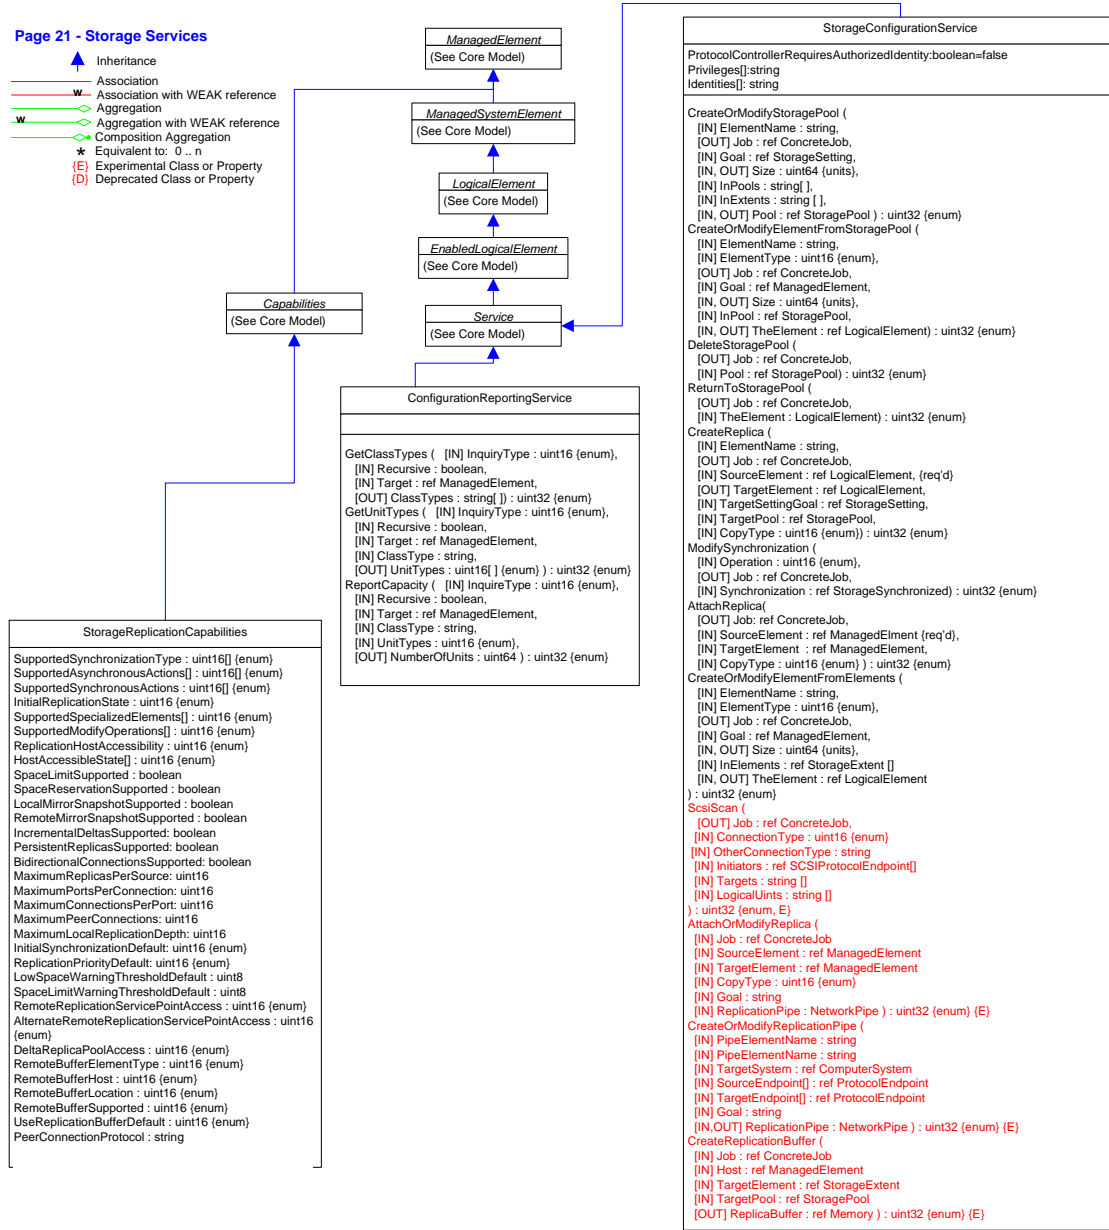 Page 21 - Storage Services
Inheritance
Association
w Association with WEAK reference
Aggregation
w Aggregation with WEAK reference
Composition Aggregation
* Equivalent to: 0 .. n
{E} Experimental Class or Property
{D} Deprecated Class or Property
ManagedElement
(See Core Model)
ManagedSystemElement
(See Core Model)
LogicalElement
(See Core Model)
EnabledLogicalElement
(See Core Model)
Capabilities
(See Core Model)
Service
(See Core Model)
ConfigurationReportingService
GetClassTypes ( [IN] InquiryType : uint16 {enum},
[IN] Recursive : boolean,
[IN] Target : ref ManagedElement,
[OUT] ClassTypes : string[ ]) : uint32 {enum}
GetUnitTypes ( [IN] InquiryType : uint16 {enum},
[IN] Recursive : boolean,
[IN] Target : ref ManagedElement,
[IN] ClassType : string,
[OUT] UnitTypes : uint16[ ] {enum} ) : uint32 {enum}
ReportCapacity ( [IN] InquireType : uint16 {enum},
[IN] Recursive : boolean,
[IN] Target : ref ManagedElement,
[IN] ClassType : string,
[IN] UnitTypes : uint16 {enum},
[OUT] NumberOfUnits : uint64 ) : uint32 {enum}
StorageReplicationCapabilities
SupportedSynchronizationType : uint16[] {enum}
SupportedAsynchronousActions[] : uint16[] {enum}
SupportedSynchronousActions : uint16[] {enum}
InitialReplicationState : uint16 {enum}
SupportedSpecializedElements[] : uint16 {enum}
SupportedModifyOperations[] : uint16 {enum}
ReplicationHostAccessibility : uint16 {enum}
HostAccessibleState[] : uint16 {enum}
SpaceLimitSupported : boolean
SpaceReservationSupported : boolean
LocalMirrorSnapshotSupported : boolean
RemoteMirrorSnapshotSupported : boolean
IncrementalDeltasSupported: boolean
PersistentReplicasSupported: boolean
BidirectionalConnectionsSupported: boolean
MaximumReplicasPerSource: uint16
MaximumPortsPerConnection: uint16
MaximumConnectionsPerPort: uint16
MaximumPeerConnections: uint16
MaximumLocalReplicationDepth: uint16
InitialSynchronizationDefault: uint16 {enum}
ReplicationPriorityDefault: uint16 {enum}
LowSpaceWarningThresholdDefault : uint8
SpaceLimitWarningThresholdDefault : uint8
RemoteReplicationServicePointAccess : uint16 {enum}
AlternateRemoteReplicationServicePointAccess : uint16
{enum}
DeltaReplicaPoolAccess : uint16 {enum}
RemoteBufferElementType : uint16 {enum}
RemoteBufferHost : uint16 {enum}
RemoteBufferLocation : uint16 {enum}
RemoteBufferSupported : uint16 {enum}
UseReplicationBufferDefault : uint16 {enum}
PeerConnectionProtocol : string
StorageConfigurationService
ProtocolControllerRequiresAuthorizedIdentity:boolean=false
Privileges[]:string
Identities[]: string
CreateOrModifyStoragePool (
[IN] ElementName : string,
[OUT] Job : ref ConcreteJob,
[IN] Goal : ref StorageSetting,
[IN, OUT] Size : uint64 {units},
[IN] InPools : string[ ],
[IN] InExtents : string [ ],
[IN, OUT] Pool : ref StoragePool ) : uint32 {enum}
CreateOrModifyElementFromStoragePool (
[IN] ElementName : string,
[IN] ElementType : uint16 {enum},
[OUT] Job : ref ConcreteJob,
[IN] Goal : ref ManagedElement,
[IN, OUT] Size : uint64 {units},
[IN] InPool : ref StoragePool,
[IN, OUT] TheElement : ref LogicalElement) : uint32 {enum}
DeleteStoragePool (
[OUT] Job : ref ConcreteJob,
[IN] Pool : ref StoragePool) : uint32 {enum}
ReturnToStoragePool (
[OUT] Job : ref ConcreteJob,
[IN] TheElement : LogicalElement) : uint32 {enum}
CreateReplica (
[IN] ElementName : string,
[OUT] Job : ref ConcreteJob,
[IN] SourceElement : ref LogicalElement, {req'd}
[OUT] TargetElement : ref LogicalElement,
[IN] TargetSettingGoal : ref StorageSetting,
[IN] TargetPool : ref StoragePool,
[IN] CopyType : uint16 {enum}) : uint32 {enum}
ModifySynchronization (
[IN] Operation : uint16 {enum},
[OUT] Job : ref ConcreteJob,
[IN] Synchronization : ref StorageSynchronized) : uint32 {enum}
AttachReplica(
[OUT] Job: ref ConcreteJob,
[IN] SourceElement : ref ManagedElment {req'd},
[IN] TargetElement : ref ManagedElement,
[IN] CopyType : uint16 {enum} ) : uint32 {enum}
CreateOrModifyElementFromElements (
[IN] ElementName : string,
[IN] ElementType : uint16 {enum},
[OUT] Job : ref ConcreteJob,
[IN] Goal : ref ManagedElement,
[IN, OUT] Size : uint64 {units},
[IN] InElements : ref StorageExtent []
[IN, OUT] TheElement : ref LogicalElement
) : uint32 {enum}
ScsiScan (
[OUT] Job : ref ConcreteJob,
[IN] ConnectionType : uint16 {enum}
[IN] OtherConnectionType : string
[IN] Initiators : ref SCSIProtocolEndpoint[]
[IN] Targets : string []
[IN] LogicalUints : string []
) : uint32 {enum, E}
AttachOrModifyReplica (
[IN] Job : ref ConcreteJob
[IN] SourceElement : ref ManagedElement
[IN] TargetElement : ref ManagedElement
[IN] CopyType : uint16 {enum}
[IN] Goal : string
[IN] ReplicationPipe : NetworkPipe ) : uint32 {enum} {E}
CreateOrModifyReplicationPipe (
[IN] PipeElementName : string
[IN] PipeElementName : string
[IN] TargetSystem : ref ComputerSystem
[IN] SourceEndpoint[] : ref ProtocolEndpoint
[IN] TargetEndpoint[] : ref ProtocolEndpoint
[IN] Goal : string
[IN,OUT] ReplicationPipe : NetworkPipe ) : uint32 {enum} {E}
CreateReplicationBuffer (
[IN] Job : ref ConcreteJob
[IN] Host : ref ManagedElement
[IN] TargetElement : ref StorageExtent
[IN] TargetPool : ref StoragePool
[OUT] ReplicaBuffer : ref Memory ) : uint32 {enum} {E}